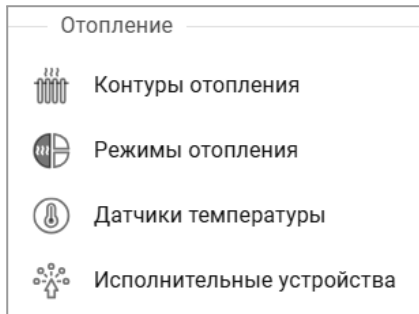 Отопление
Контуры отопления
Режимы отопления
Датчики температуры
Исполнительные устройства